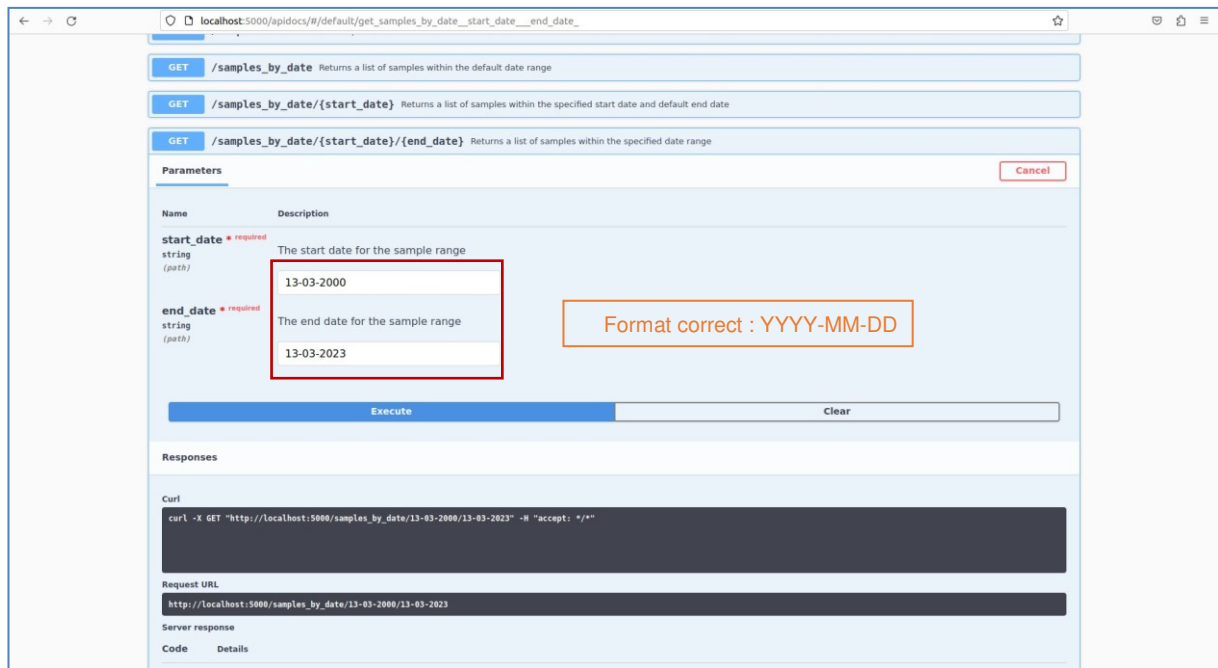 localhost:5000/apidocs/#/default/get_samples_by_date__start_date___end_date_
GET /samples_by_date Returns a list of samples within the default date range
GET /samples_by_date/{start_date} Returns a list of samples within the specified start date and default end date
GET /samples_by_date/{start_date}/{end_date} Returns a list of samples within the specified date range
Parameters Cancel
Name Description
start_date * required
string
(path)
The start date for the sample range
13-03-2000
end_date * required
string
(path)
The end date for the sample range
13-03-2023
Format correct : YYYY-MM-DD
Execute Clear
Responses
Curl
curl -X GET "http://localhost:5000/samples_by_date/13-03-2000/13-03-2023" -H "accept: */*"
Request URL
http://localhost:5000/samples_by_date/13-03-2000/13-03-2023
Server response
Code Details